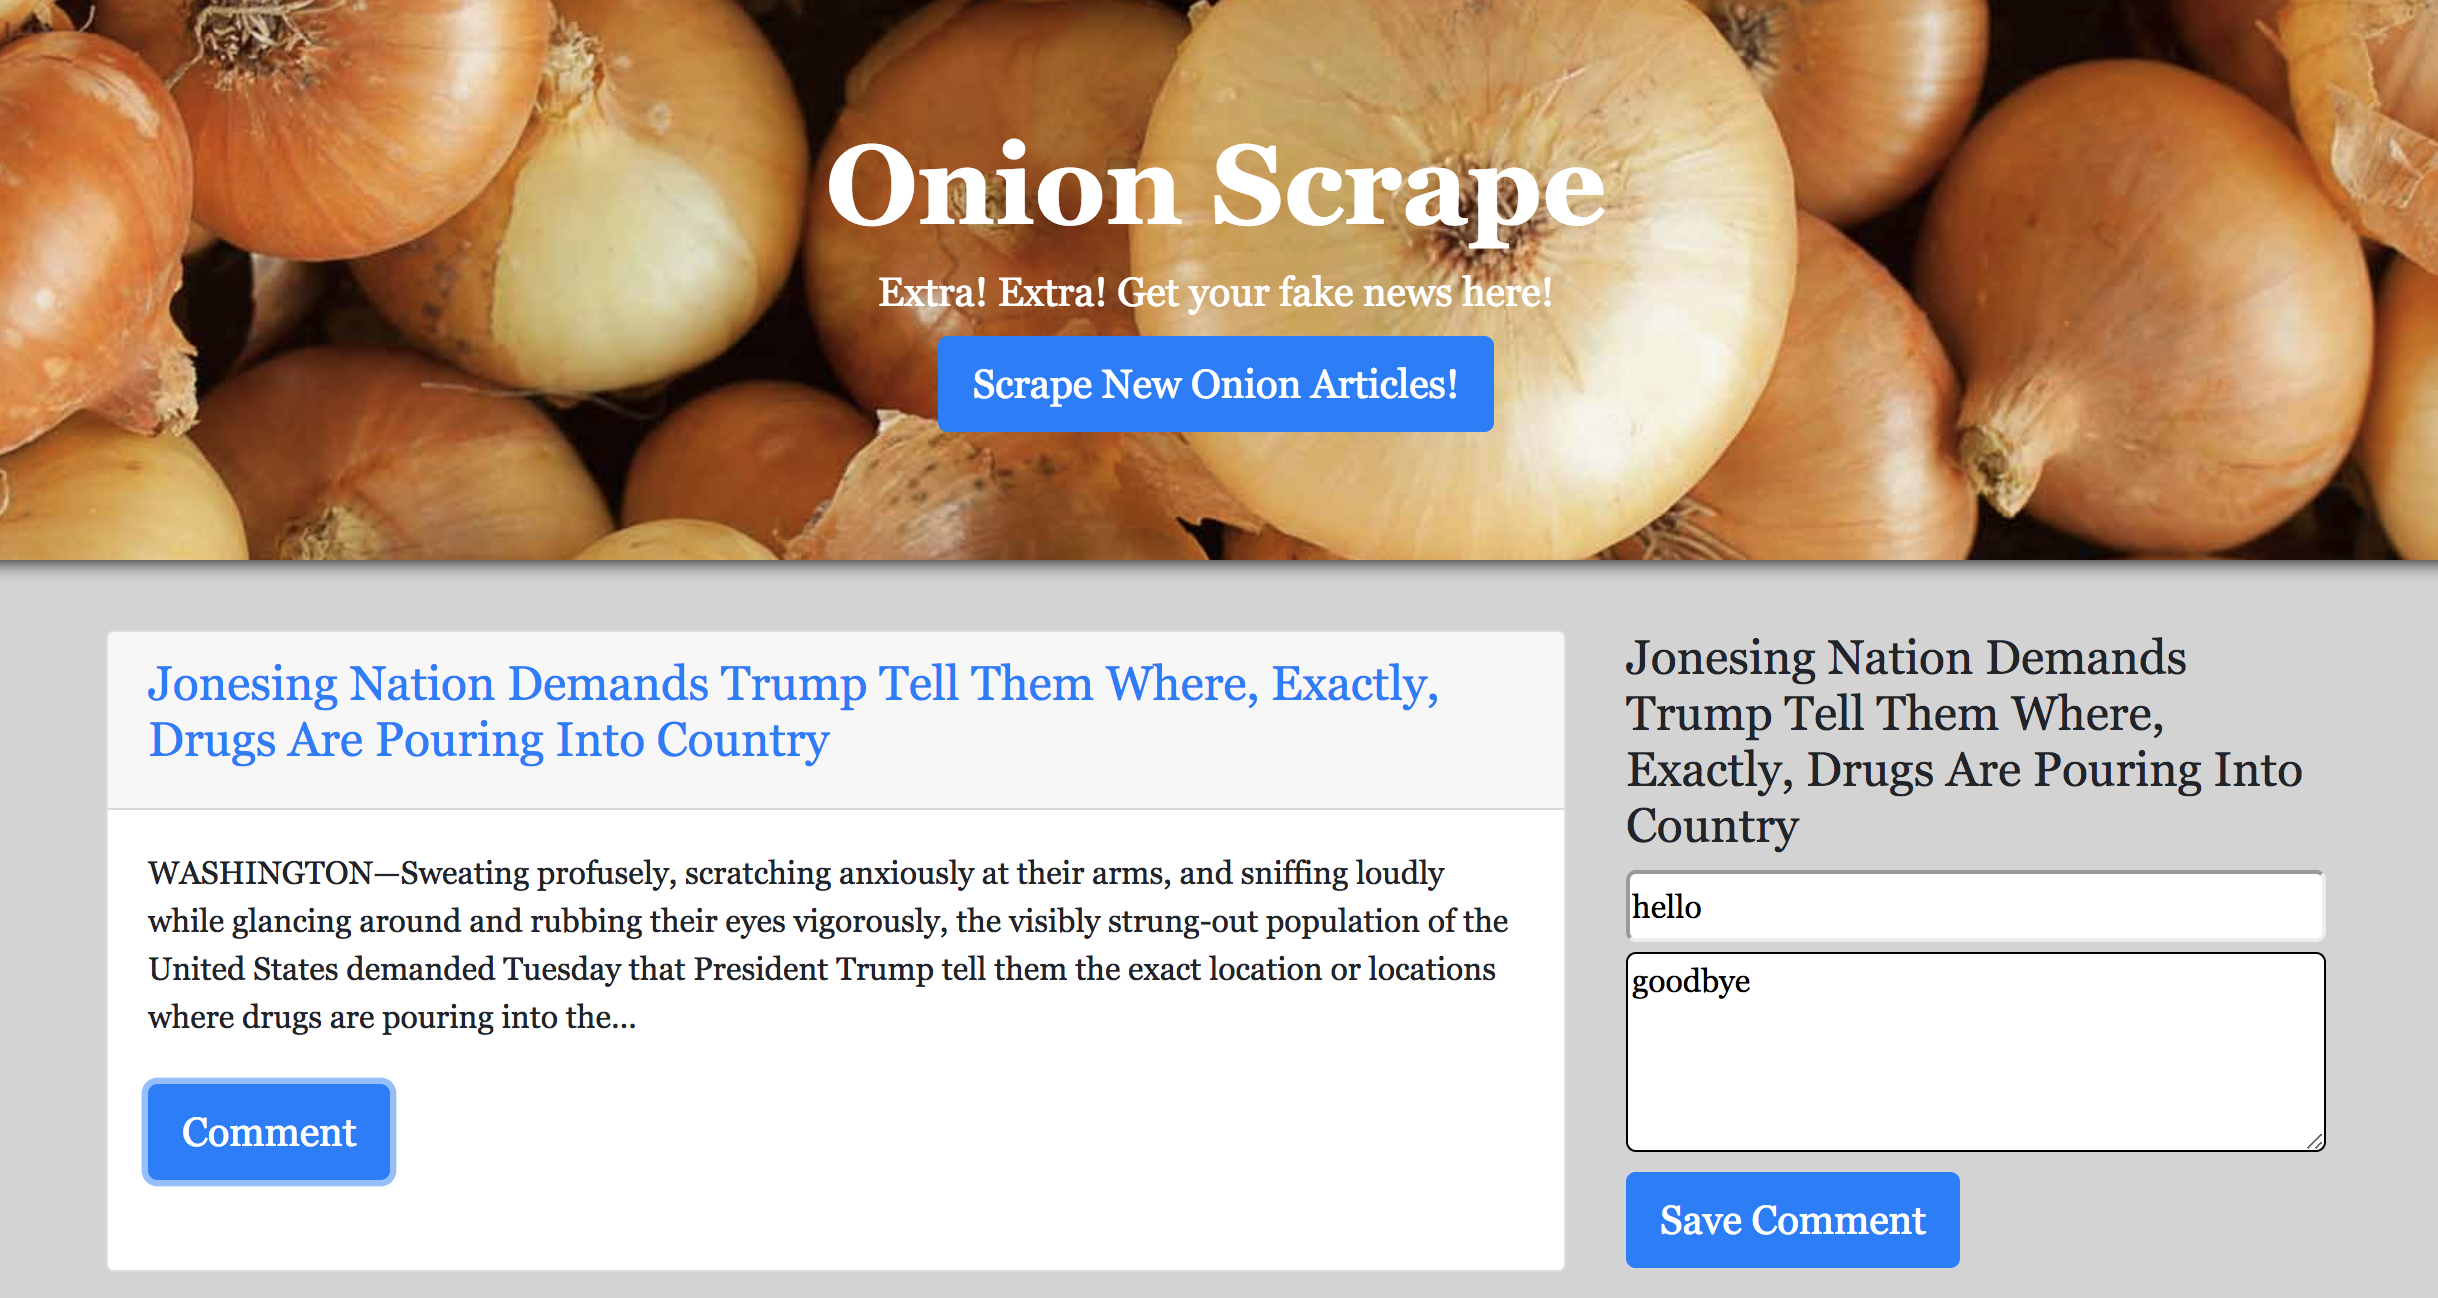 Onion Scrape
Extra! Extra! Get your fake news here!
Scrape New Onion Articles!
Jonesing Nation Demands Trump Tell Them Where, Exactly,
Drugs Are Pouring Into Country
WASHINGTON—Sweating profusely, scratching anxiously at their arms, and sniffing loudly
while glancing around and rubbing their eyes vigorously, the visibly strung-out population of the
United States demanded Tuesday that President Trump tell them the exact location or locations
where drugs are pouring into the...
Comment
Jonesing Nation Demands
Trump Tell Them Where,
Exactly, Drugs Are Pouring Into
Country
hello
goodbye
Save Comment